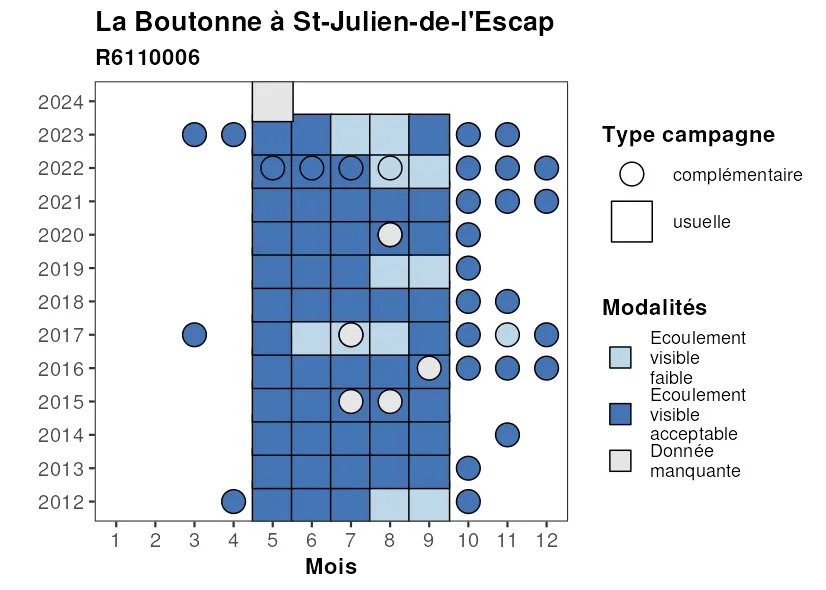 La Boutonne à St-Julien-de-l'Escap
R6110006
2024
2023
2022
2021
2020
2019
2018
2017
2016
2015
2014
2013
2012
1 2 3 4 5 6 7 8 9 10 11 12
Mois
Type campagne
complémentaire
usuelle
Modalités
Ecoulement
visible
faible
Ecoulement
visible
acceptable
Donnée
manquante